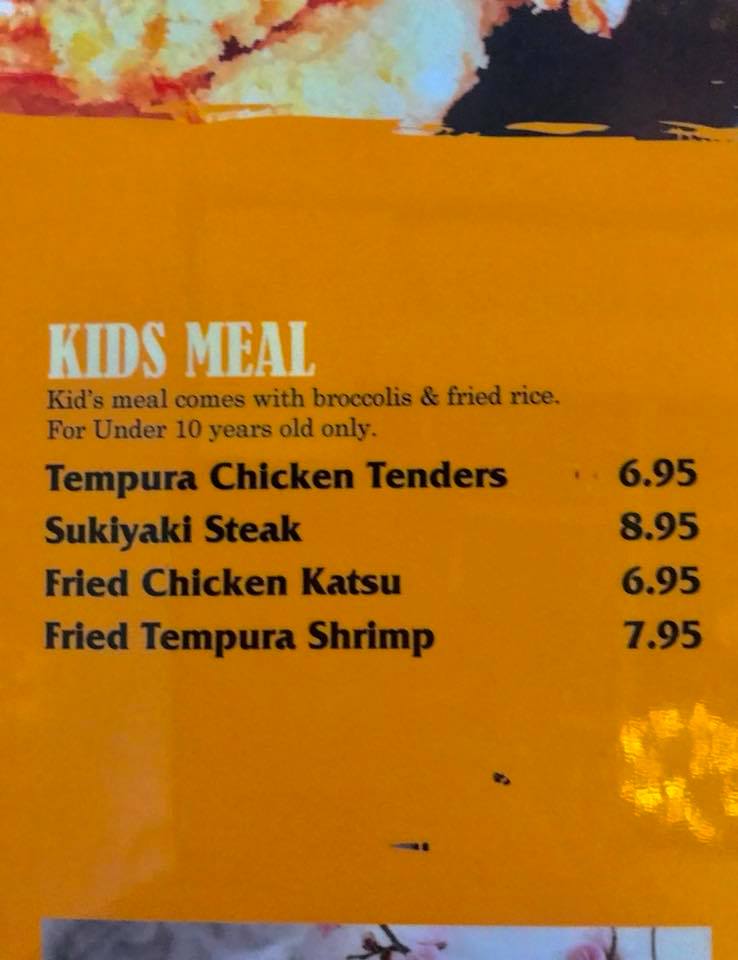 KIDS MEAL
Kid's meal comes with broccolis & fried rice.
For Under 10 years old only.
Tempura Chicken Tenders 6.95
Sukiyaki Steak 8.95
Fried Chicken Katsu 6.95
Fried Tempura Shrimp 7.95